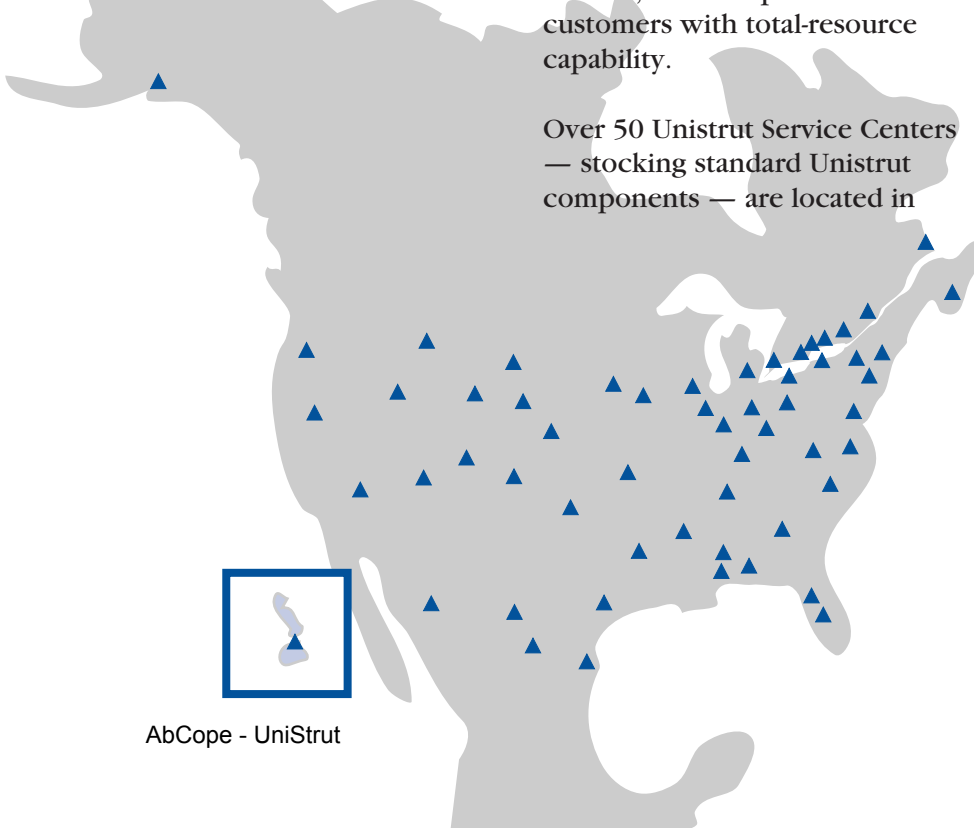 customers with total-resource
capability.
Over 50 Unistrut Service Centers
— stocking standard Unistrut
components — are located in
AbCope - UniStrut